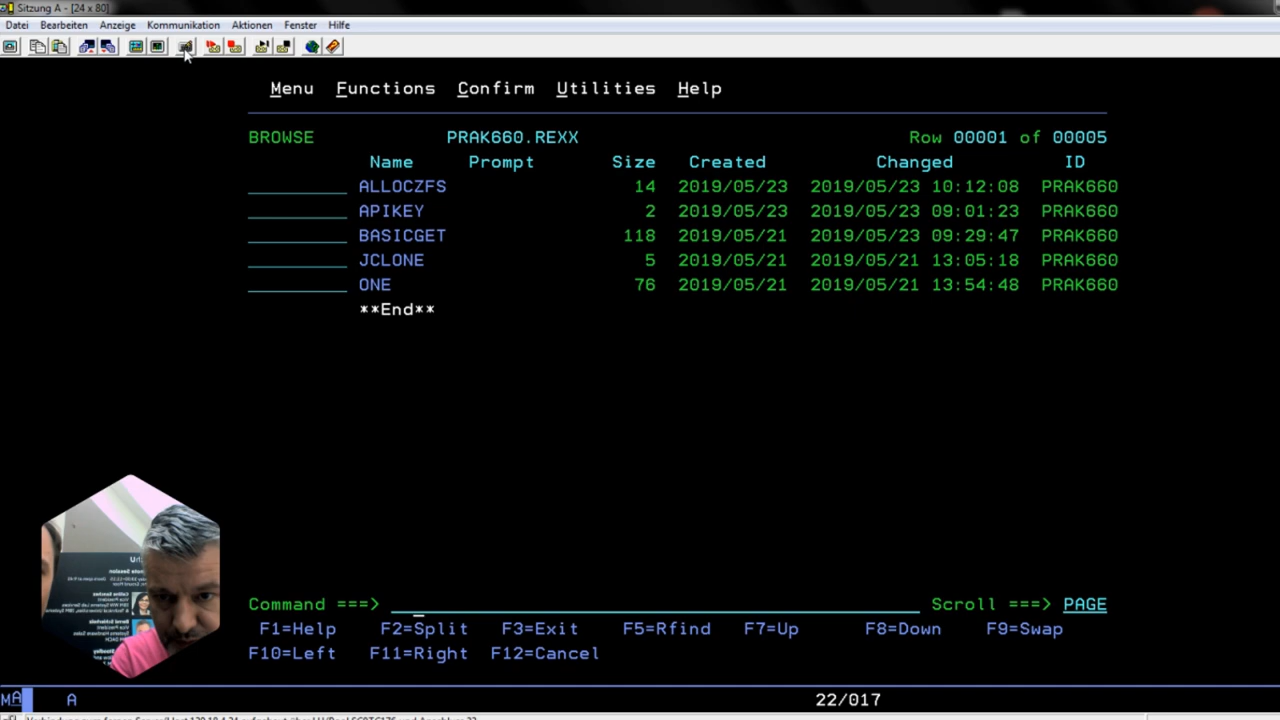 Sitzung A - [24 x 80]
Datei Bearbeiten Anzeige Kommunikation Aktionen Fenster Hilfe
Menu Functions Confirm Utilities Help
BROWSE PRAK660.REXX Row 00001 of 00005
Name Prompt Size Created Changed ID
ALLOCZFS 14 2019/05/23 2019/05/23 10:12:08 PRAK660
APIKEY 2 2019/05/23 2019/05/23 09:01:23 PRAK660
BASICGET 118 2019/05/21 2019/05/23 09:29:47 PRAK660
JCLONE 5 2019/05/21 2019/05/21 13:05:18 PRAK660
ONE 76 2019/05/21 2019/05/21 13:54:48 PRAK660
**End**
Command ===> Scroll ===> PAGE
F1=Help F2=Split F3=Exit F5=Rfind F7=Up F8=Down F9=Swap
F10=Left F11=Right F12=Cancel
MA A 22/017